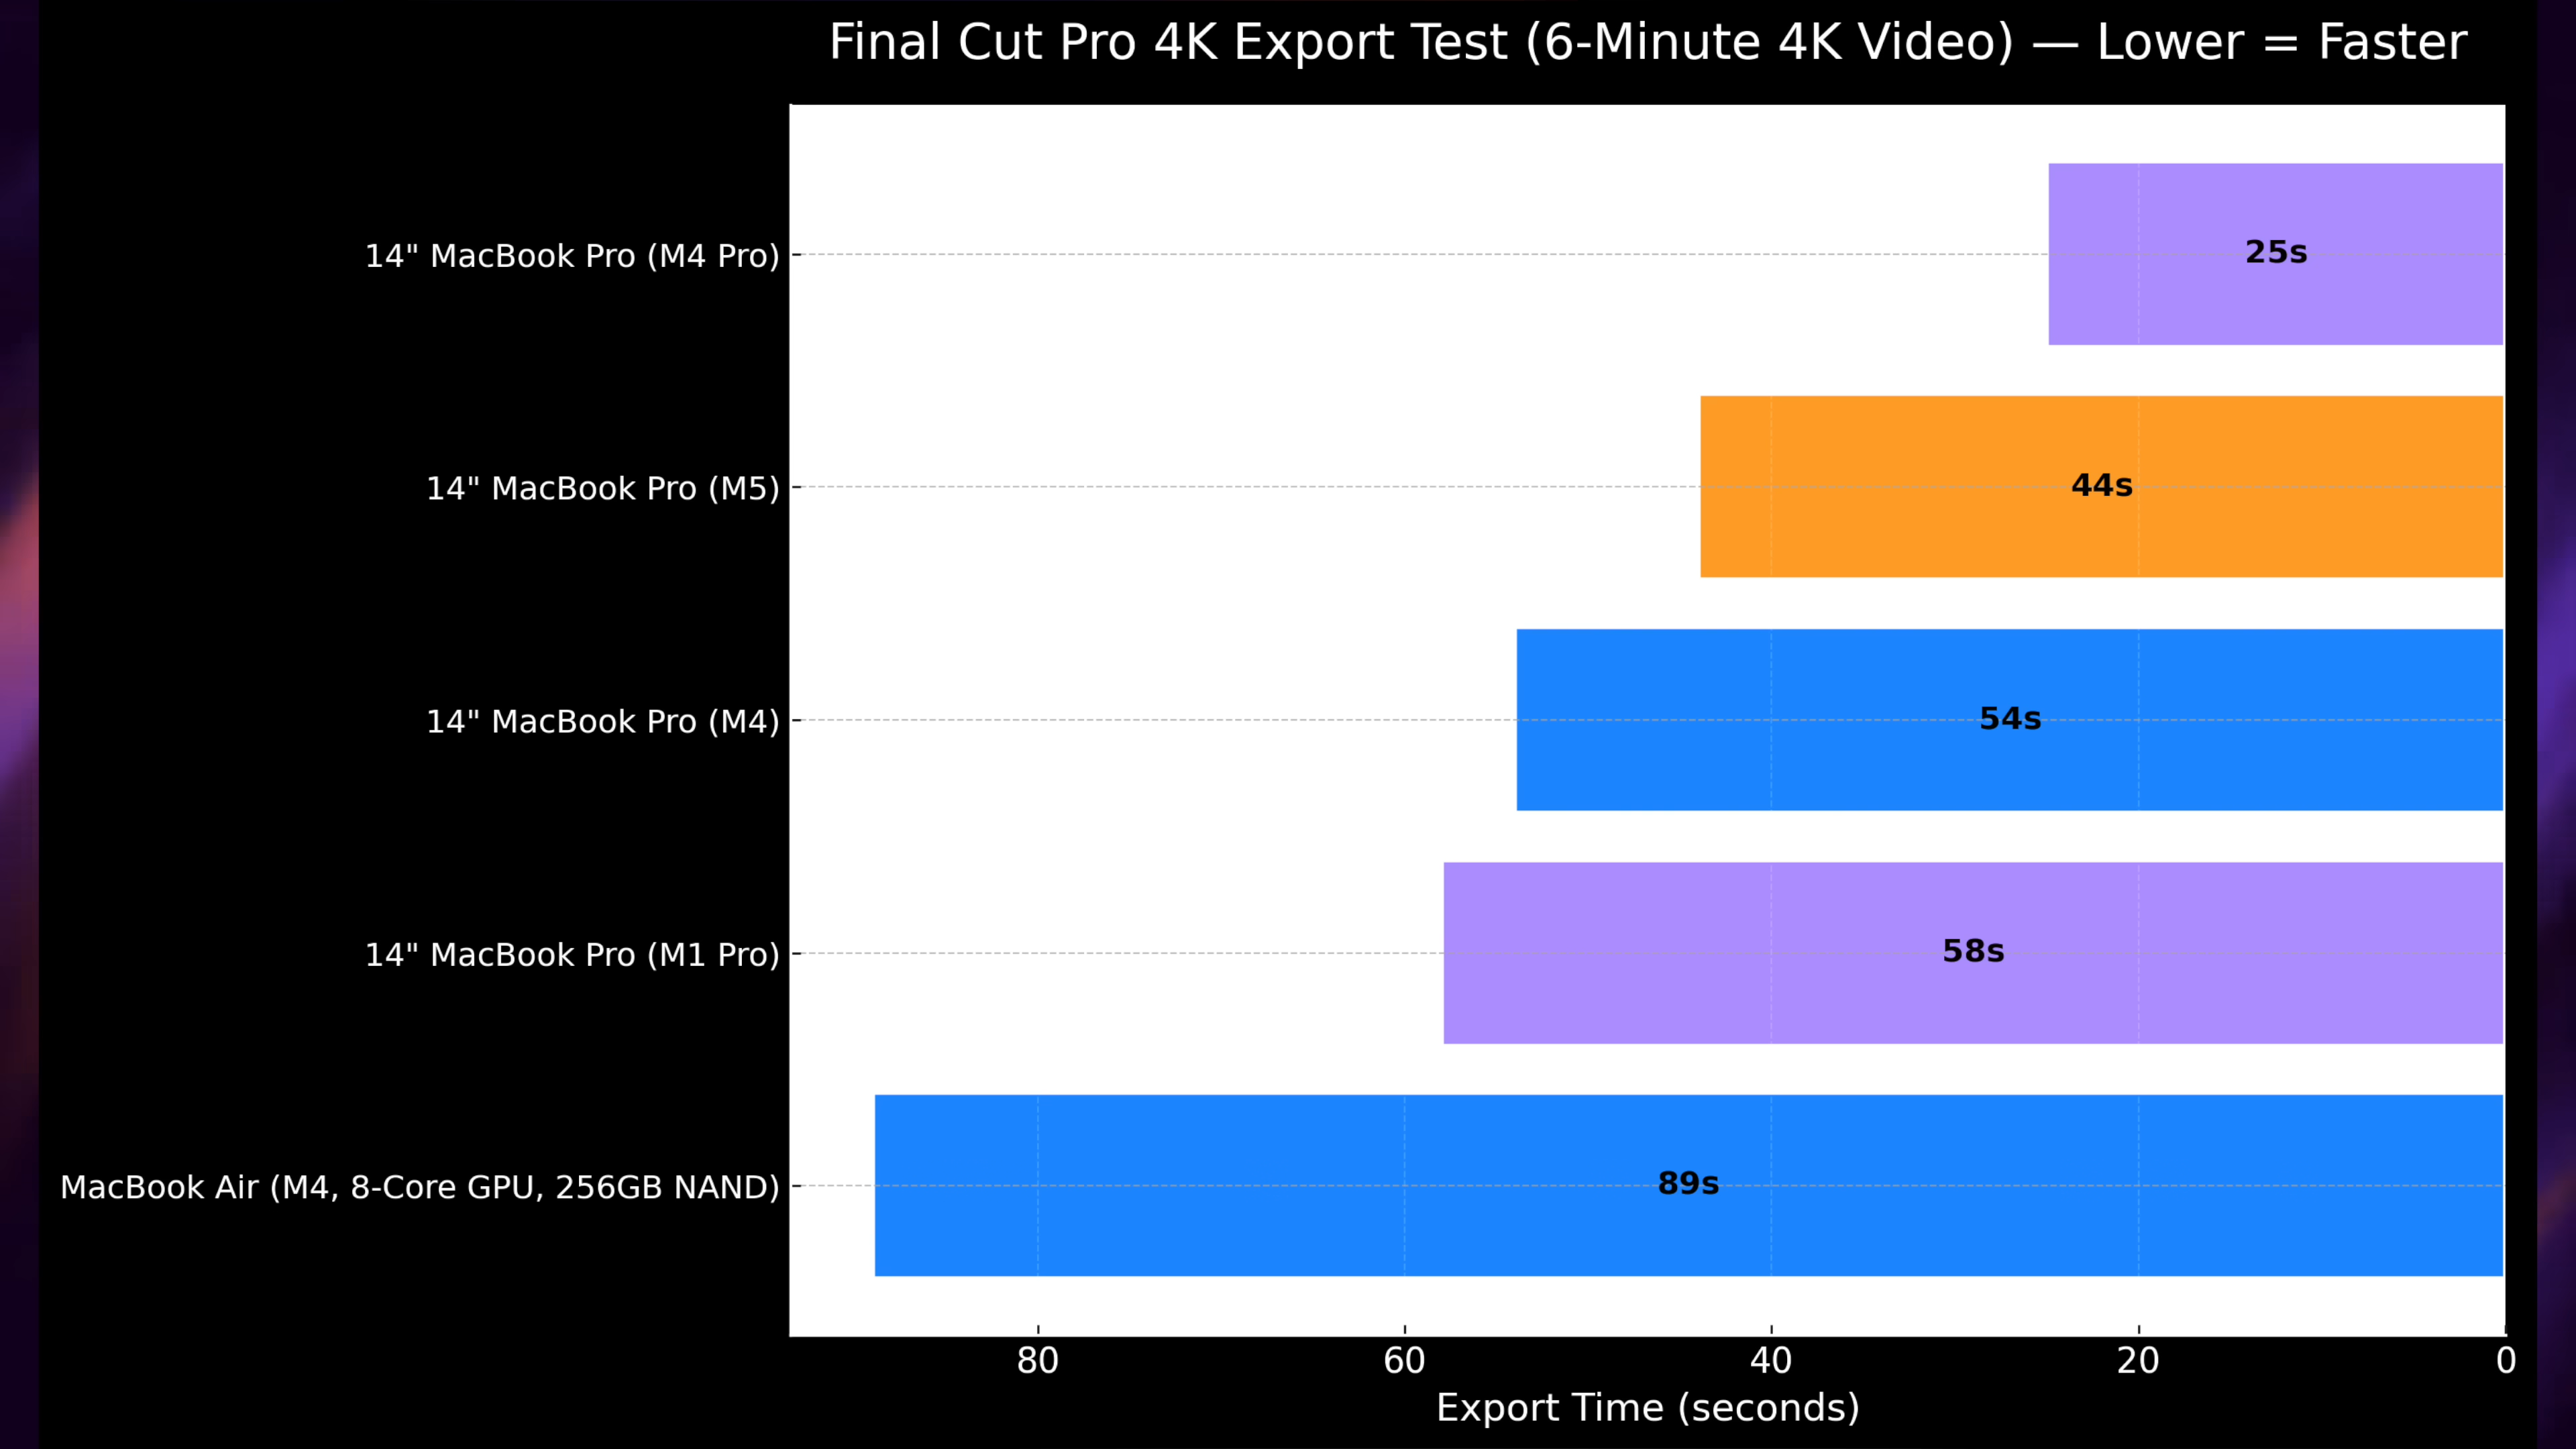 Final Cut Pro 4K Export Test (6-Minute 4K Video) — Lower = Faster
14" MacBook Pro (M4 Pro)
25s
14" MacBook Pro (M5)
44s
14" MacBook Pro (M4)
54s
14" MacBook Pro (M1 Pro)
58s
MacBook Air (M4, 8-Core GPU, 256GB NAND)
89s
80 60 40 20 0
Export Time (seconds)